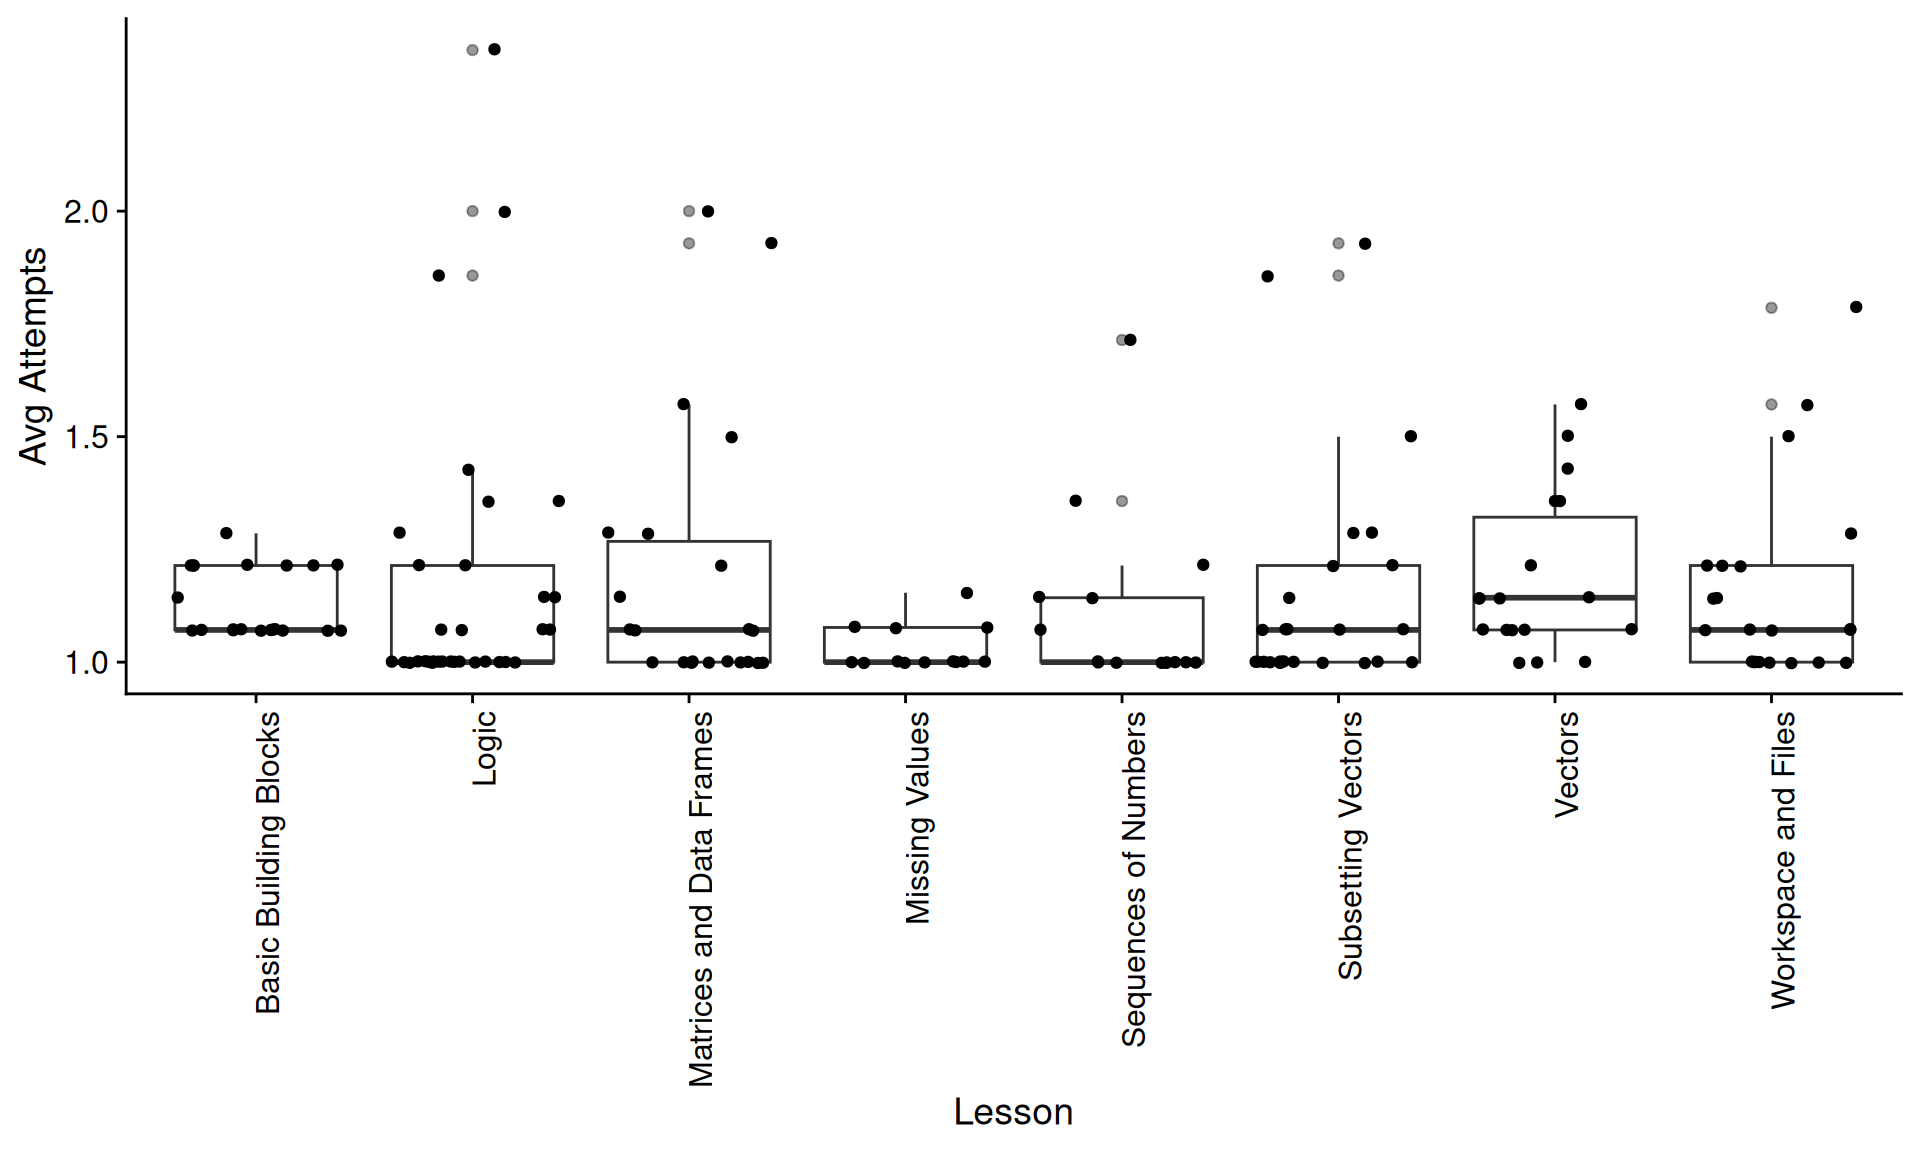 Avg Attempts
2.0
1.5
1.0
Basic Building Blocks
Logic
Matrices and Data Frames
Missing Values
Sequences of Numbers
Subsetting Vectors
Vectors
Workspace and Files
Lesson